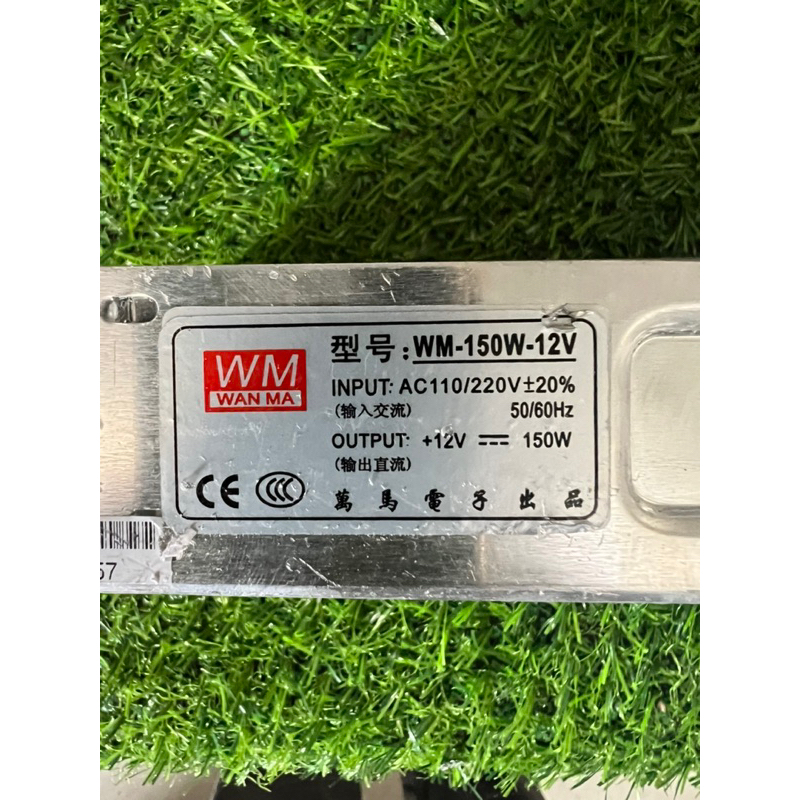 WM
WAN MA
型号:WM-150W-12V
INPUT: AC110/220V±20%
(输入交流) 50/60Hz
OUTPUT: +12V ⎓ 150W
(输出直流)
CE CCC
萬馬電子出品
57